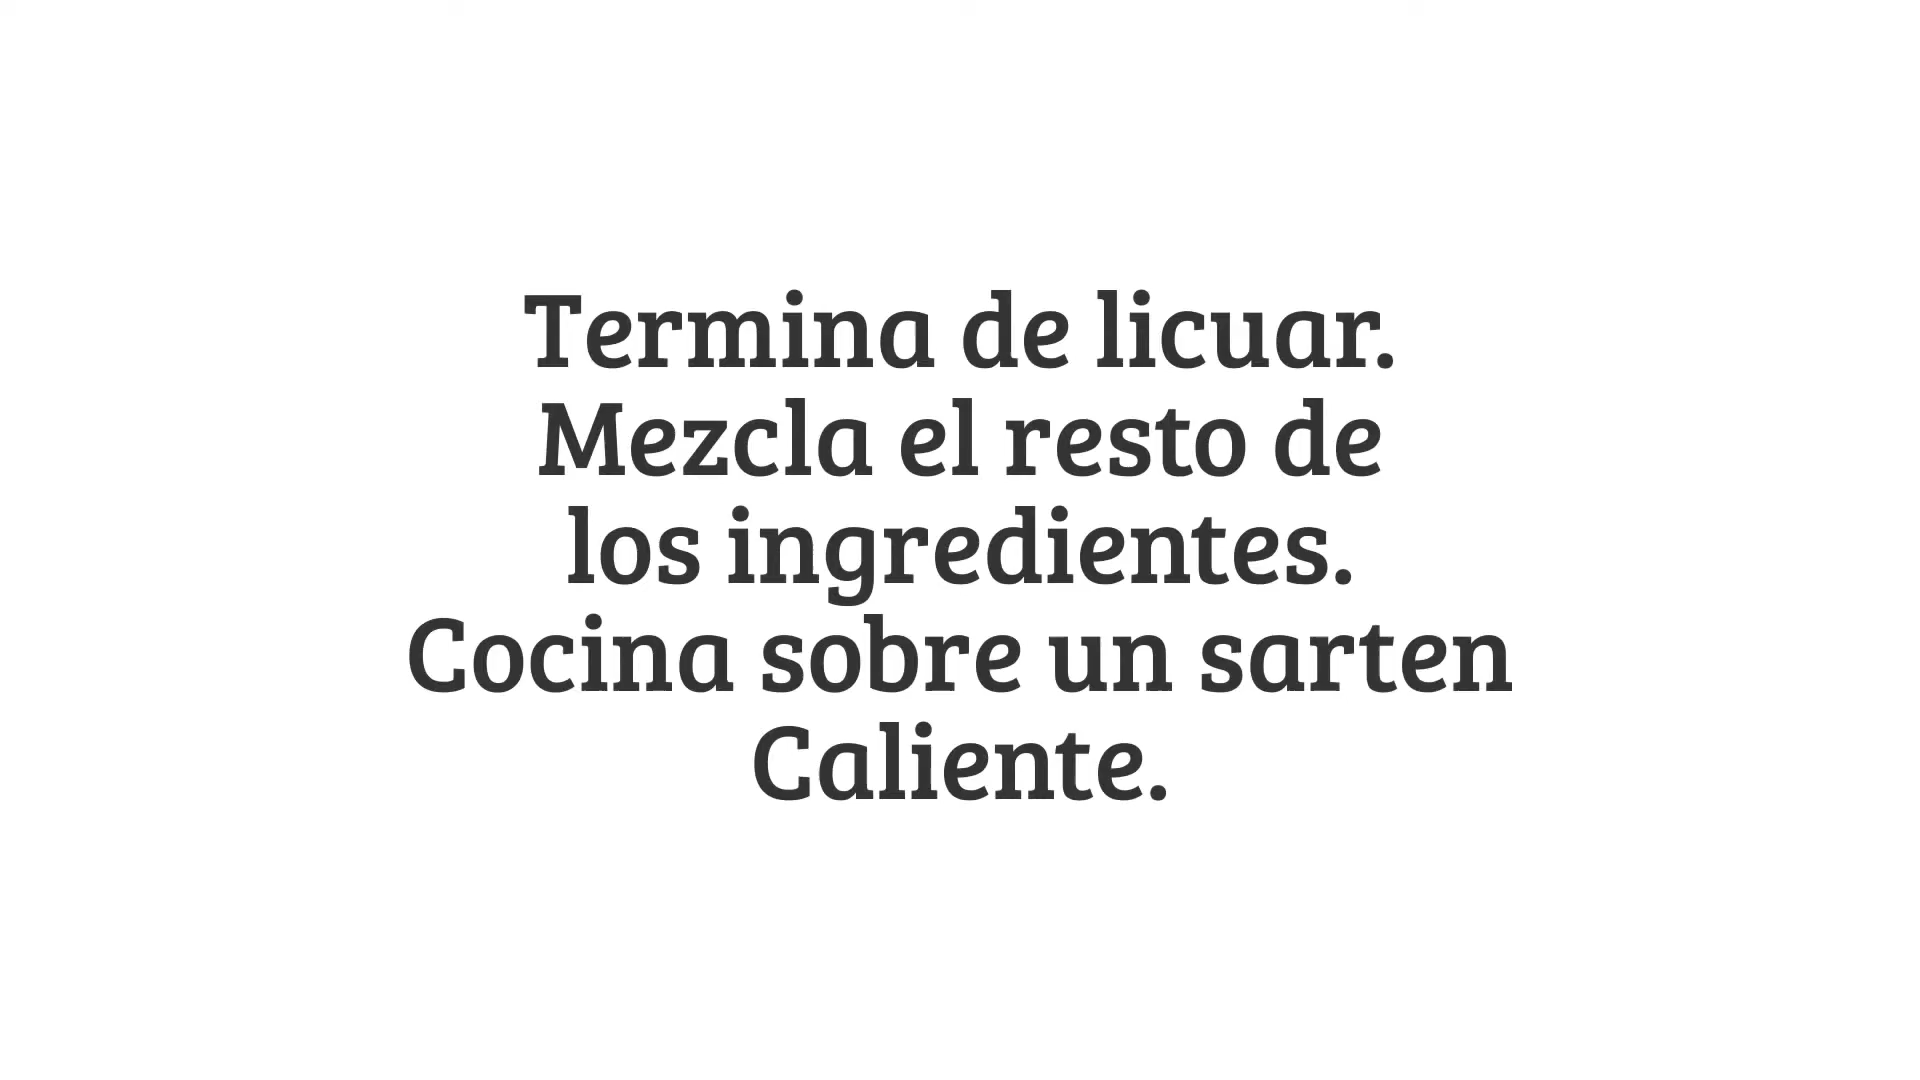 Termina de licuar.
Mezcla el resto de
los ingredientes.
Cocina sobre un sarten
Caliente.